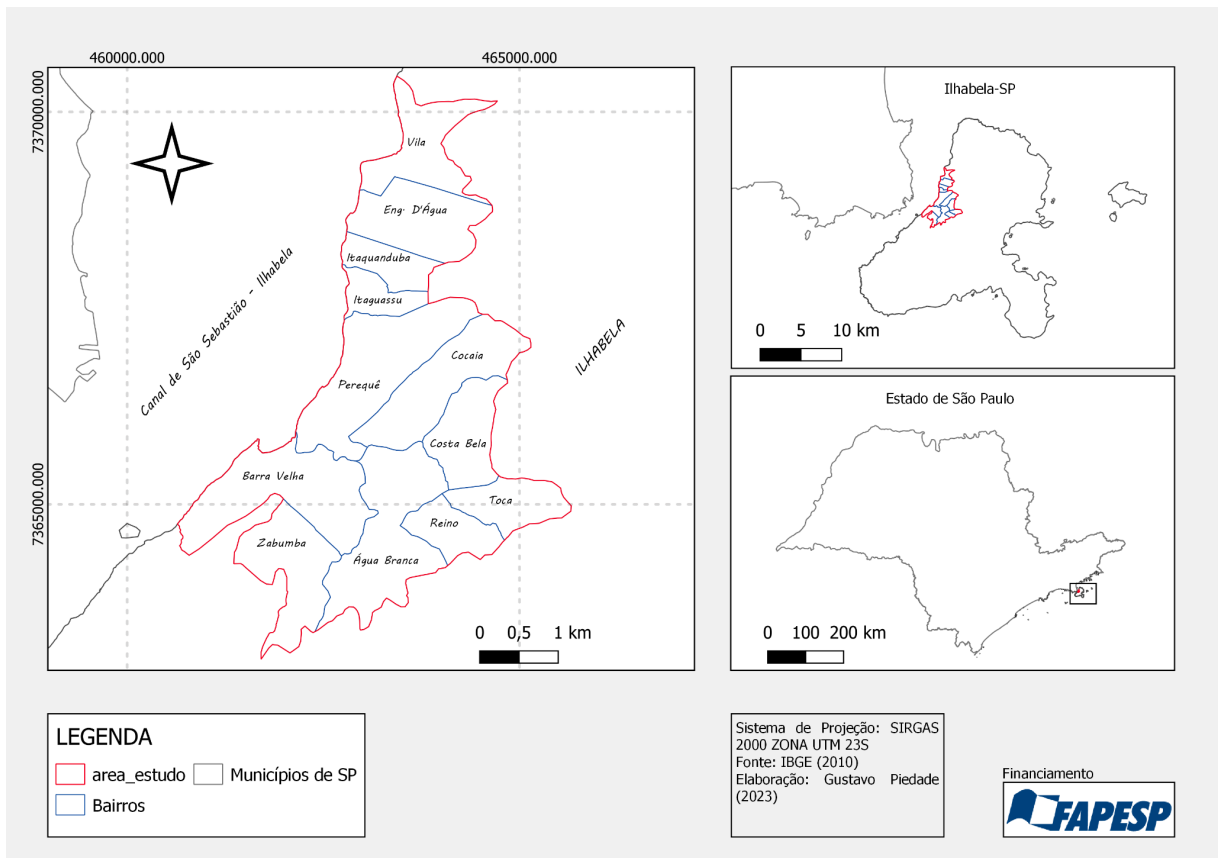 460000.000
465000.000
7370000.000
7365000.000
Vila
Eng. D'Água
Itaquanduba
Itaguassu
Canal de São Sebastião - Ilhabela
ILHABELA
Cocaia
Perequê
Costa Bela
Barra Velha
Toca
Reino
Zabumba
Água Branca
0 0,5 1 km
Ilhabela-SP
0 5 10 km
Estado de São Paulo
0 100 200 km
LEGENDA
area_estudo Municípios de SP
Bairros
Sistema de Projeção: SIRGAS
2000 ZONA UTM 23S
Fonte: IBGE (2010)
Elaboração: Gustavo Piedade
(2023)
Financiamento
FAPESP